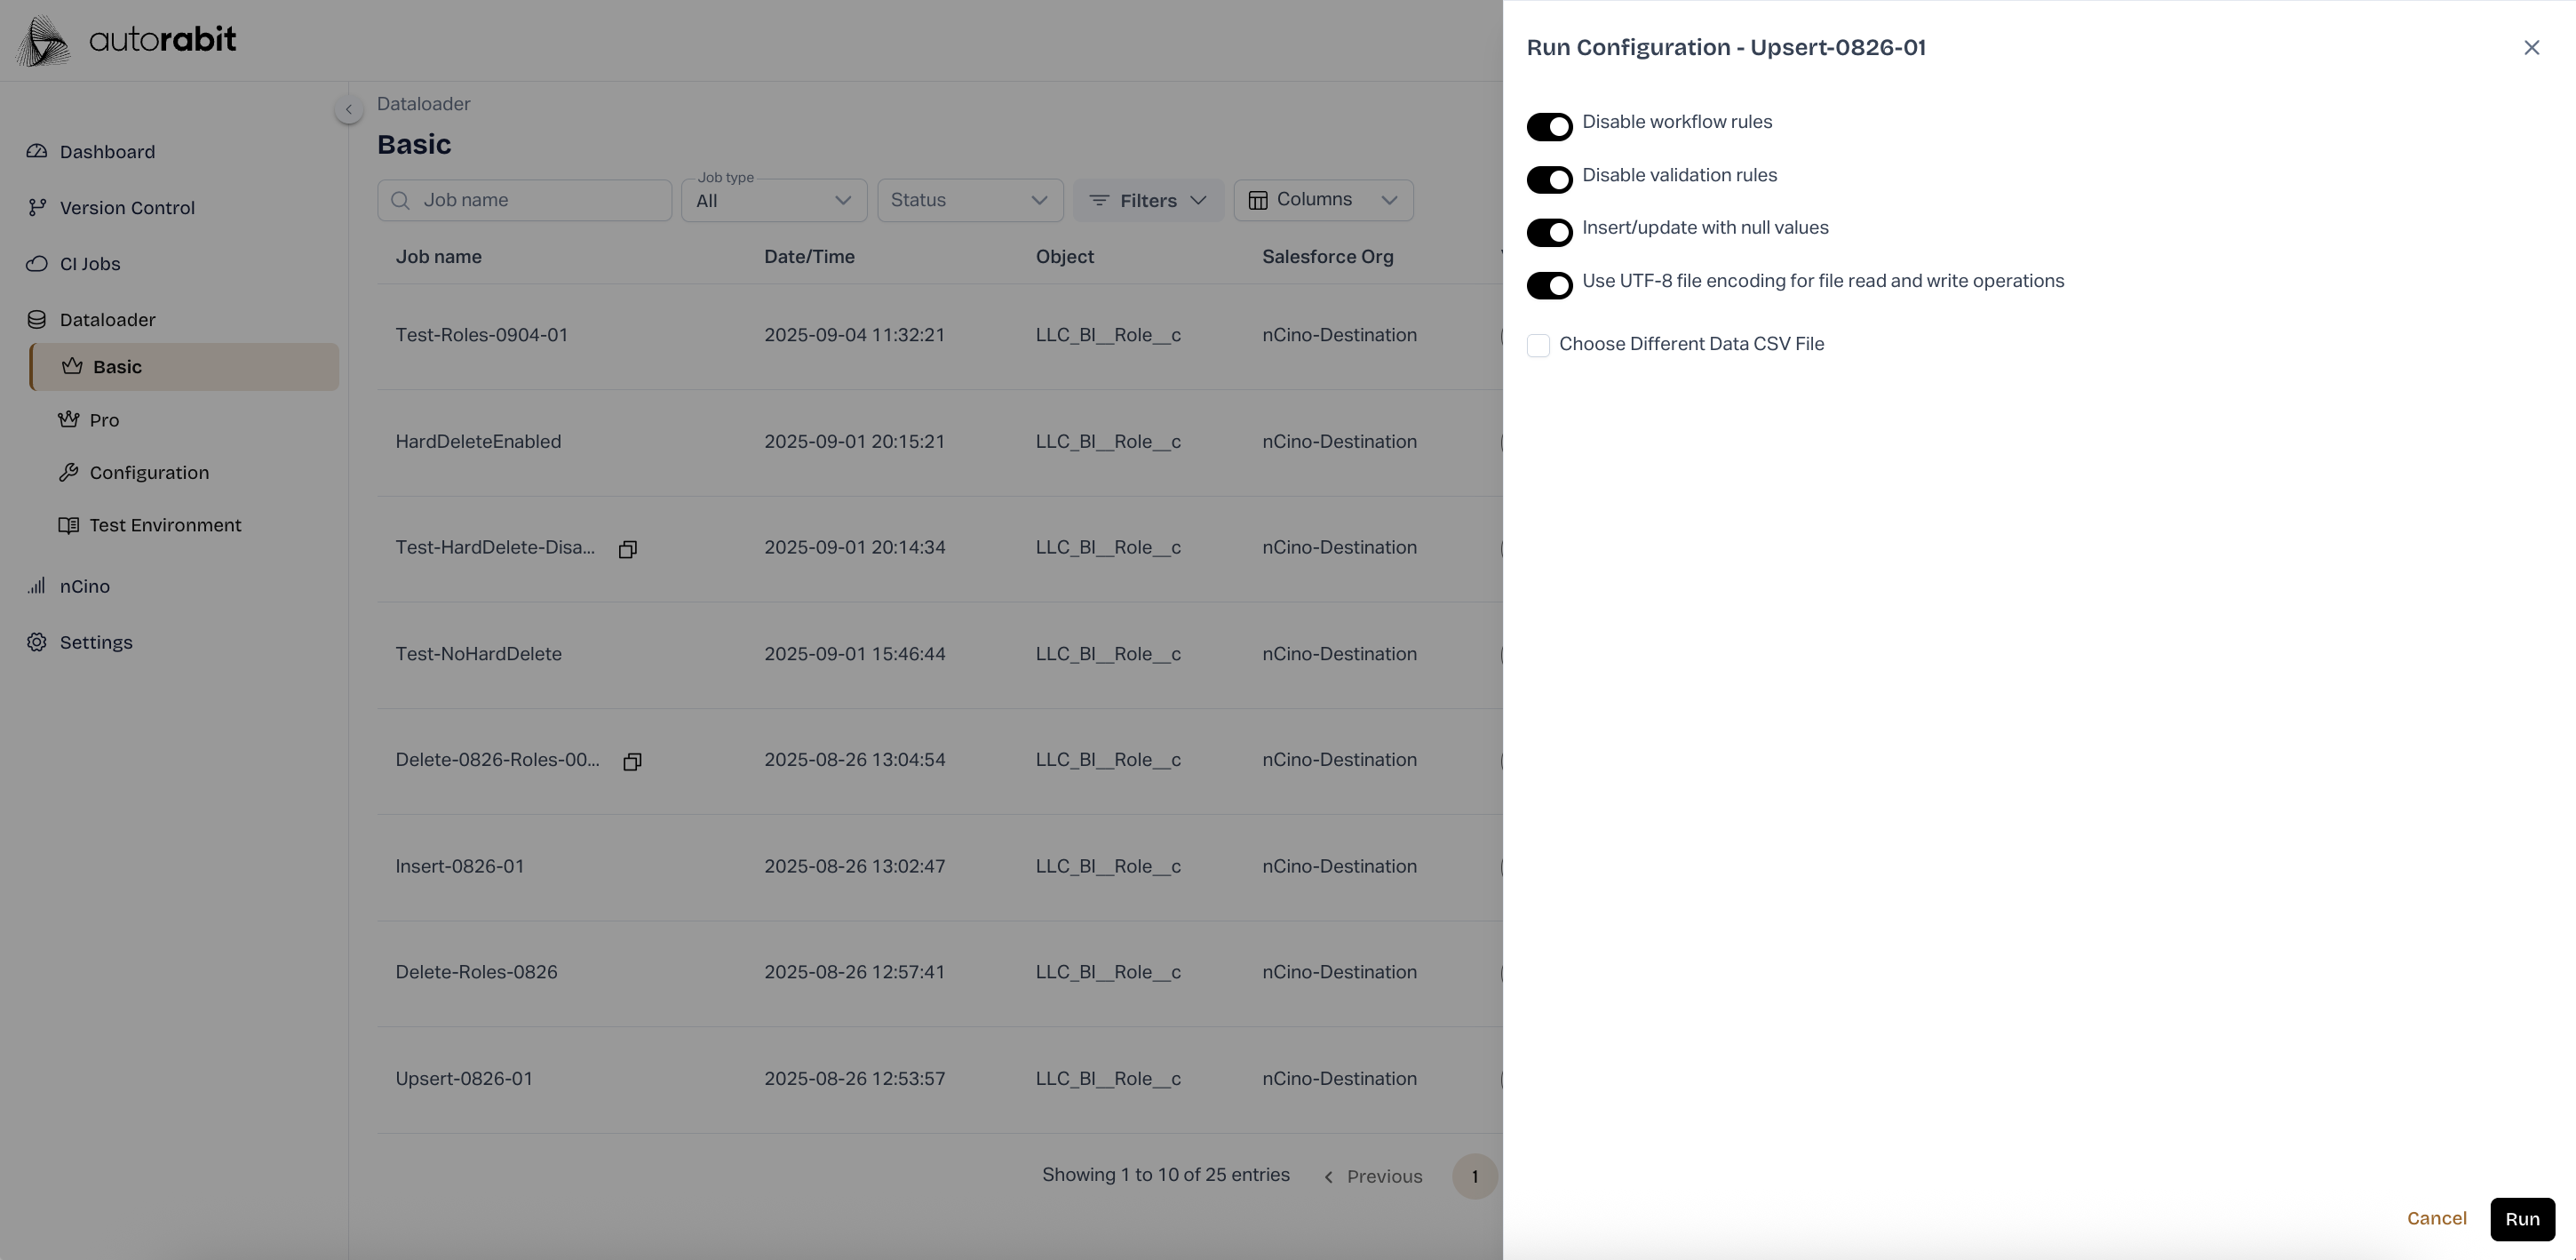 autorabit
Dashboard
Version Control
CI Jobs
Dataloader
Basic
Pro
Configuration
Test Environment
nCino
Settings
Dataloader
Basic
Job name
Job type
All
Status
Filters
Columns
Job name Date/Time Object Salesforce Org
Test-Roles-0904-01 2025-09-04 11:32:21 LLC_BI__Role__c
HardDeleteEnabled 2025-09-01 20:15:21 LLC_BI__Role__c nCino-Destination
Test-HardDelete-Disa... 2025-09-01 20:14:34 LLC_BI__Role__c nCino-Destination
Test-NoHardDelete 2025-09-01 15:46:44 LLC_BI__Role__c nCino-Destination
Delete-0826-Roles-00... 2025-08-26 13:04:54 LLC_BI__Role__c nCino-Destination
Insert-0826-01 2025-08-26 13:02:47 LLC_BI__Role__c nCino-Destination
Delete-Roles-0826 2025-08-26 12:57:41 LLC_BI__Role__c nCino-Destination
Upsert-0826-01 2025-08-26 12:53:57 LLC_BI__Role__c nCino-Destination
Showing 1 to 10 of 25 entries
Previous
1
Run Configuration - Upsert-0826-01
Disable workflow rules
Disable validation rules
Insert/update with null values
Use UTF-8 file encoding for file read and write operations
Choose Different Data CSV File
Cancel
Run